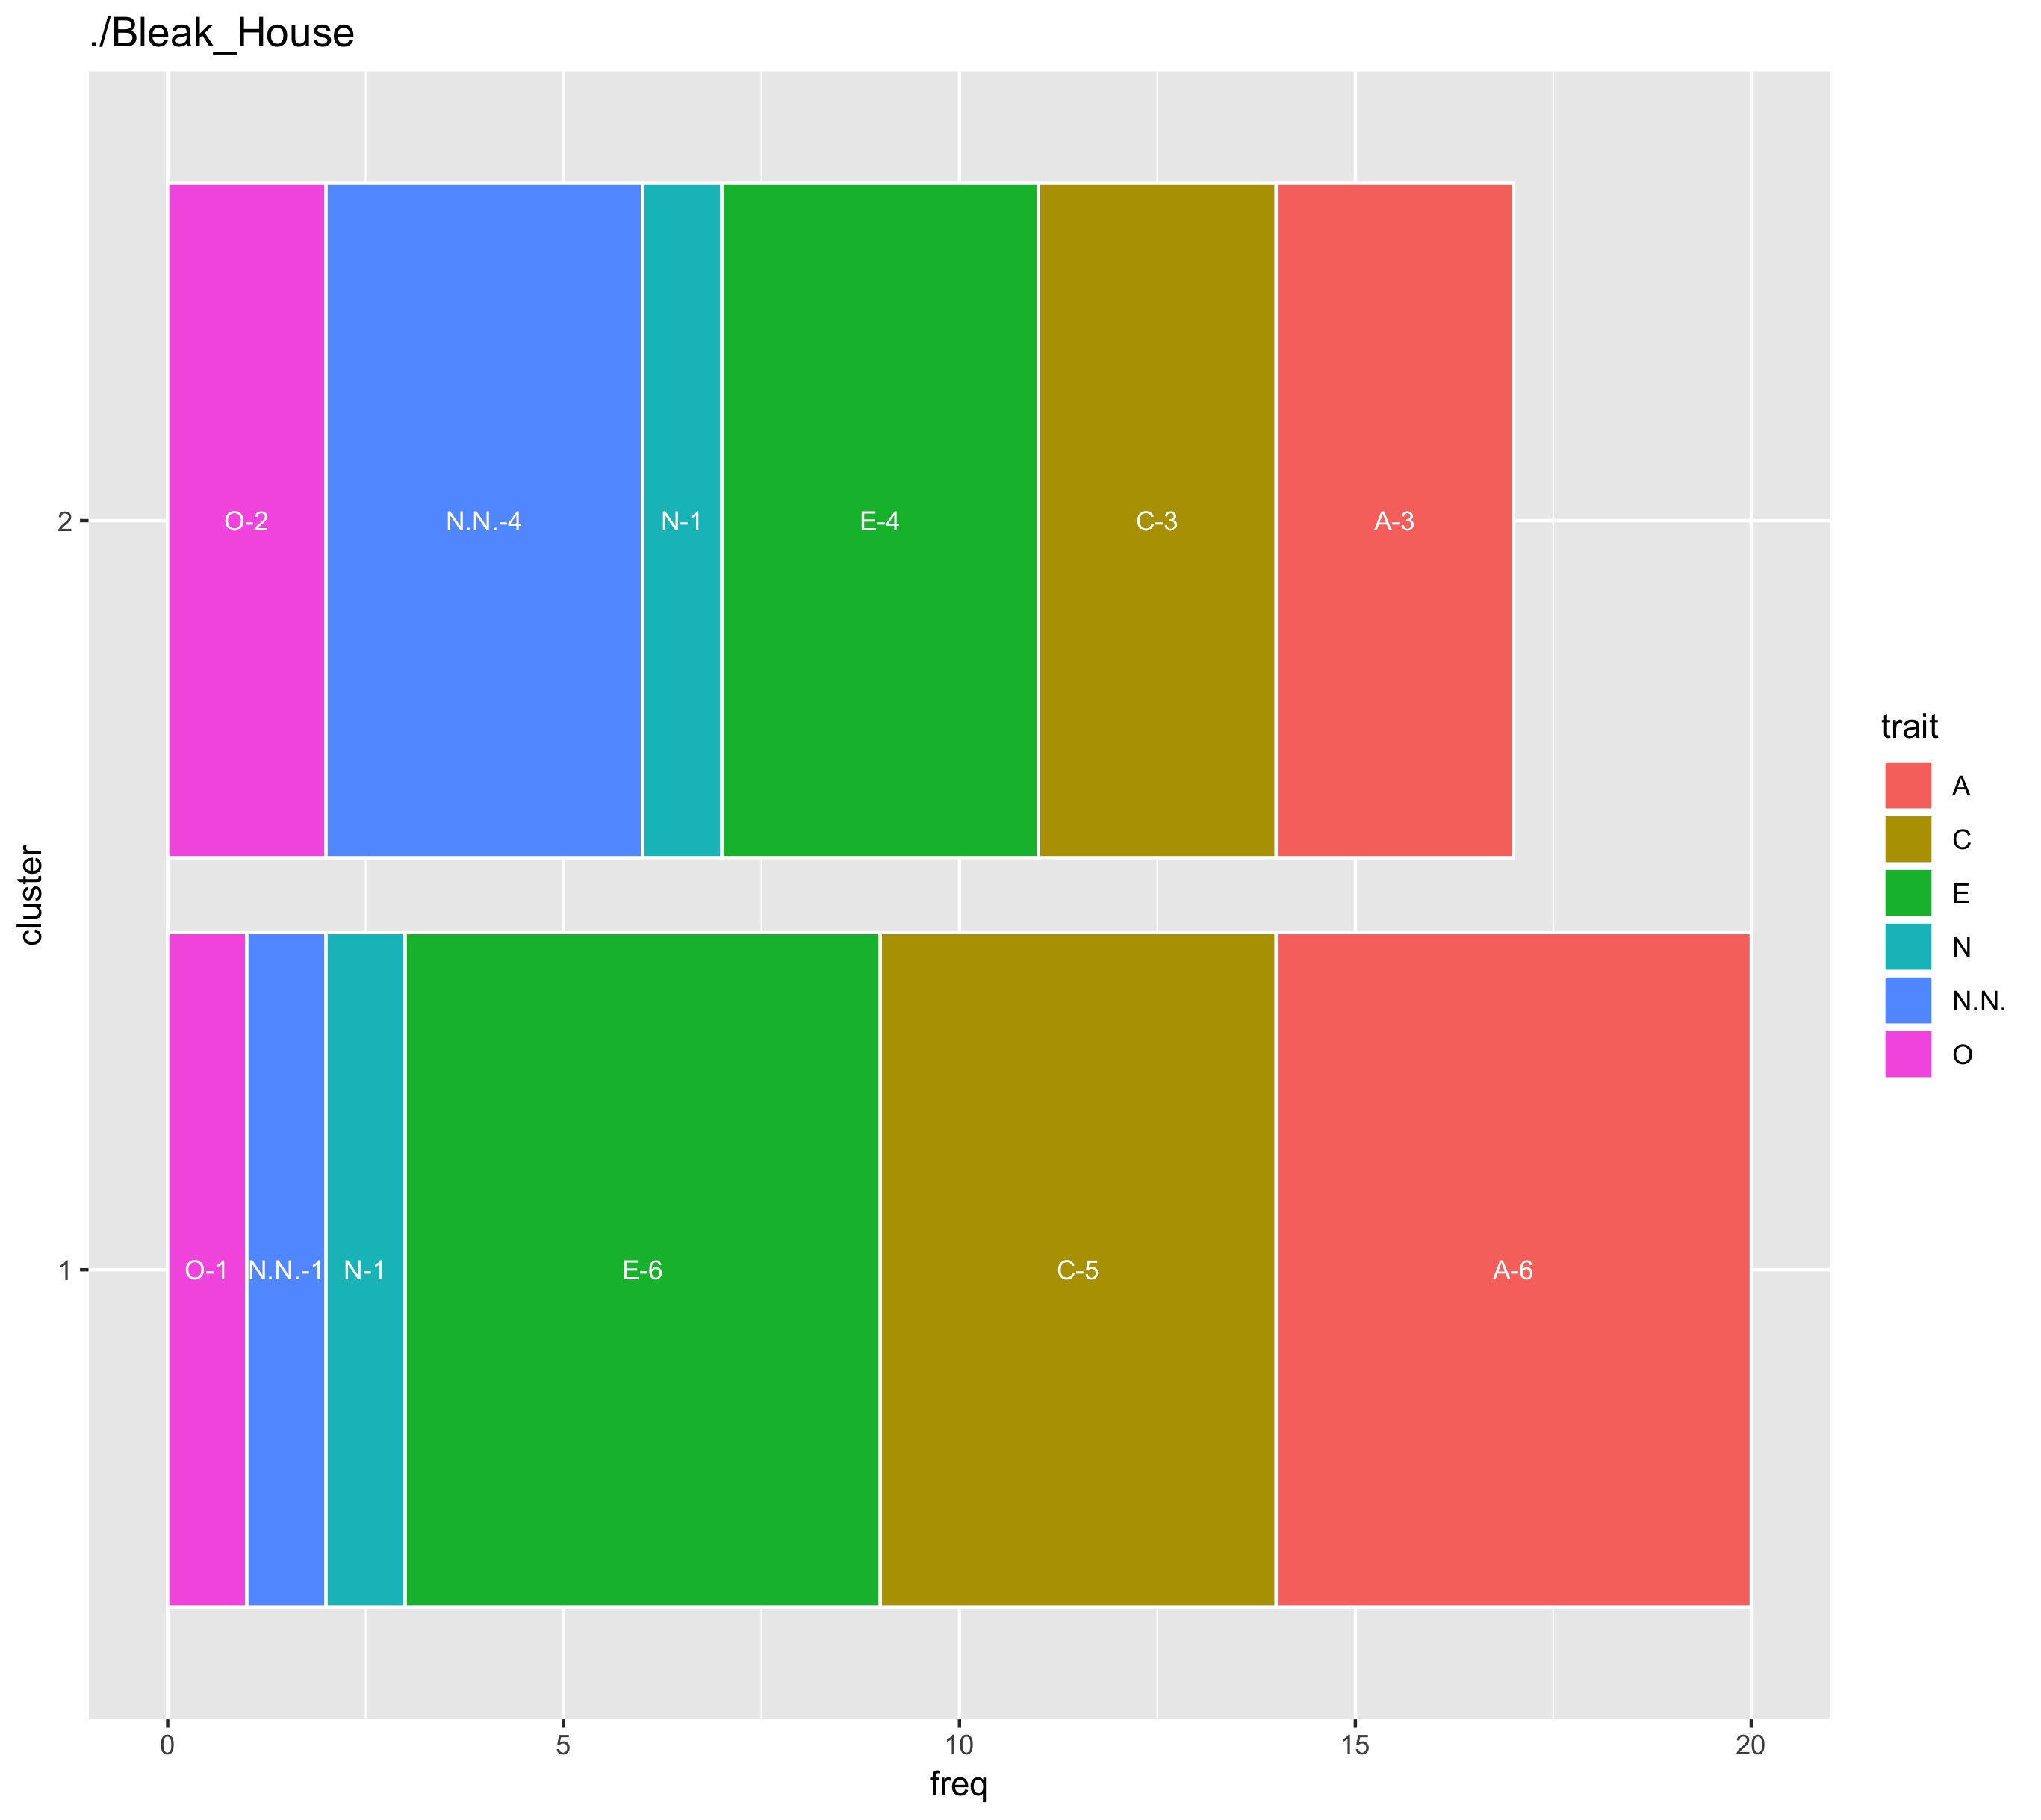 ./Bleak_House
2
O-2 N.N.-4 N-1 E-4 C-3 A-3
1
O-1 N.N.-1 N-1 E-6 C-5 A-6
cluster
0 5 10 15 20
freq
trait
A
C
E
N
N.N.
O